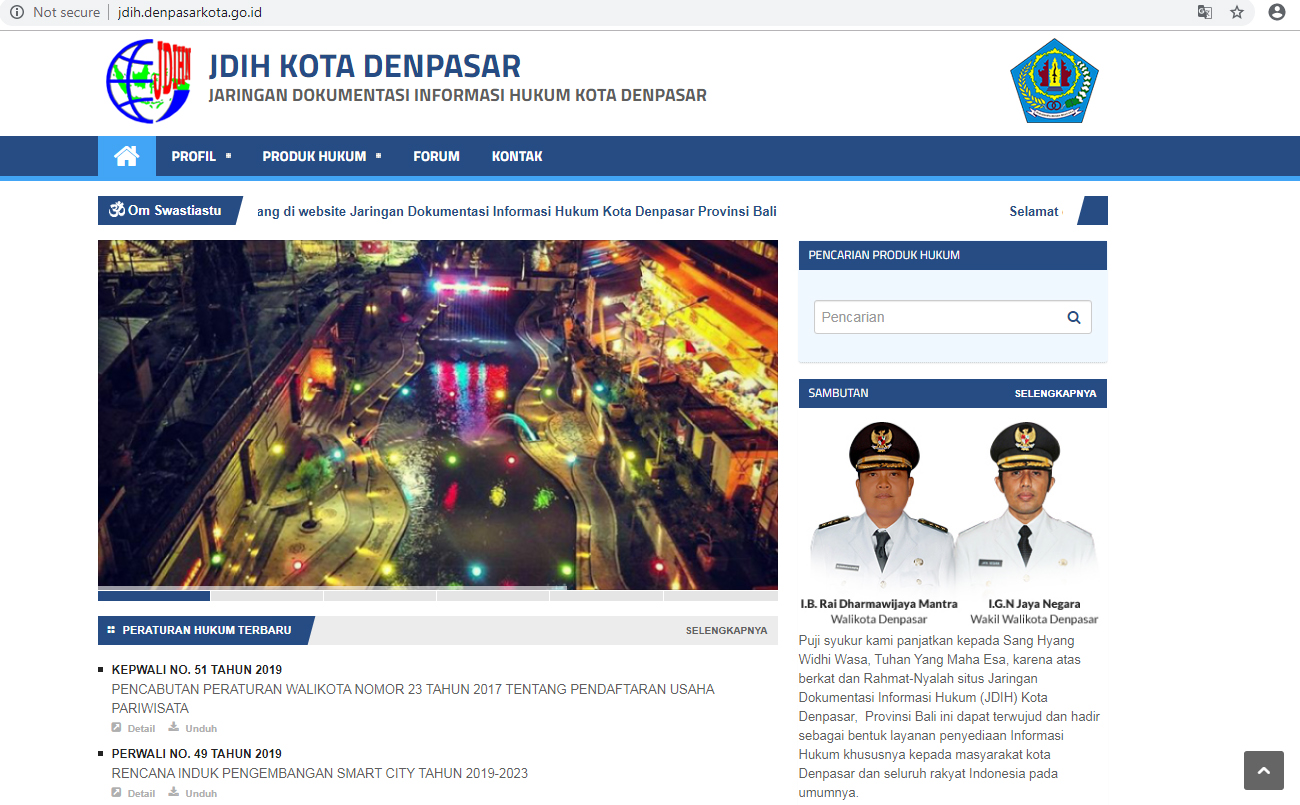 Not secure
jdih.denpasarkota.go.id
JDIHN
JDIH KOTA DENPASAR
JARINGAN DOKUMENTASI INFORMASI HUKUM KOTA DENPASAR
PROFIL
PRODUK HUKUM
FORUM
KONTAK
ॐ Om Swastiastu
ang di website Jaringan Dokumentasi Informasi Hukum Kota Denpasar Provinsi Bali
Selamat
PENCARIAN PRODUK HUKUM
Pencarian
SAMBUTAN
SELENGKAPNYA
I.B. Rai Dharmawijaya Mantra
Walikota Denpasar
I.G.N Jaya Negara
Wakil Walikota Denpasar
Puji syukur kami panjatkan kepada Sang Hyang
Widhi Wasa, Tuhan Yang Maha Esa, karena atas
berkat dan Rahmat-Nyalah situs Jaringan
Dokumentasi Informasi Hukum (JDIH) Kota
Denpasar,  Provinsi Bali ini dapat terwujud dan hadir
sebagai bentuk layanan penyediaan Informasi
Hukum khususnya kepada masyarakat kota
Denpasar dan seluruh rakyat Indonesia pada
umumnya.
PERATURAN HUKUM TERBARU
SELENGKAPNYA
KEPWALI NO. 51 TAHUN 2019
PENCABUTAN PERATURAN WALIKOTA NOMOR 23 TAHUN 2017 TENTANG PENDAFTARAN USAHA
PARIWISATA
Detail
Unduh
PERWALI NO. 49 TAHUN 2019
RENCANA INDUK PENGEMBANGAN SMART CITY TAHUN 2019-2023
Detail
Unduh